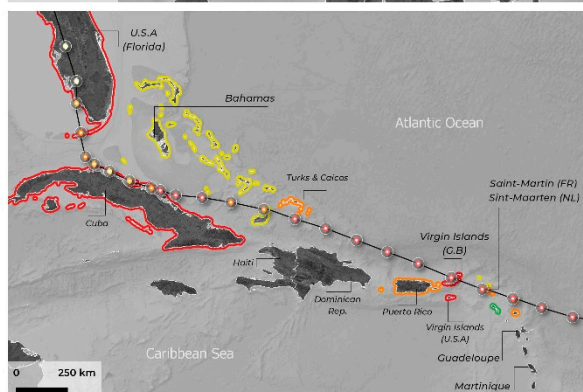 U.S.A
(Florida)
Bahamas
Atlantic Ocean
Turks & Caicos
Saint-Martin (FR)
Sint-Maarten (NL)
Cuba
Virgin Islands
(G.B)
Haiti
Dominican
Rep.
Puerto Rico
Virgin Islands
(U.S.A)
Guadeloupe
Caribbean Sea
0 250 km
Martinique